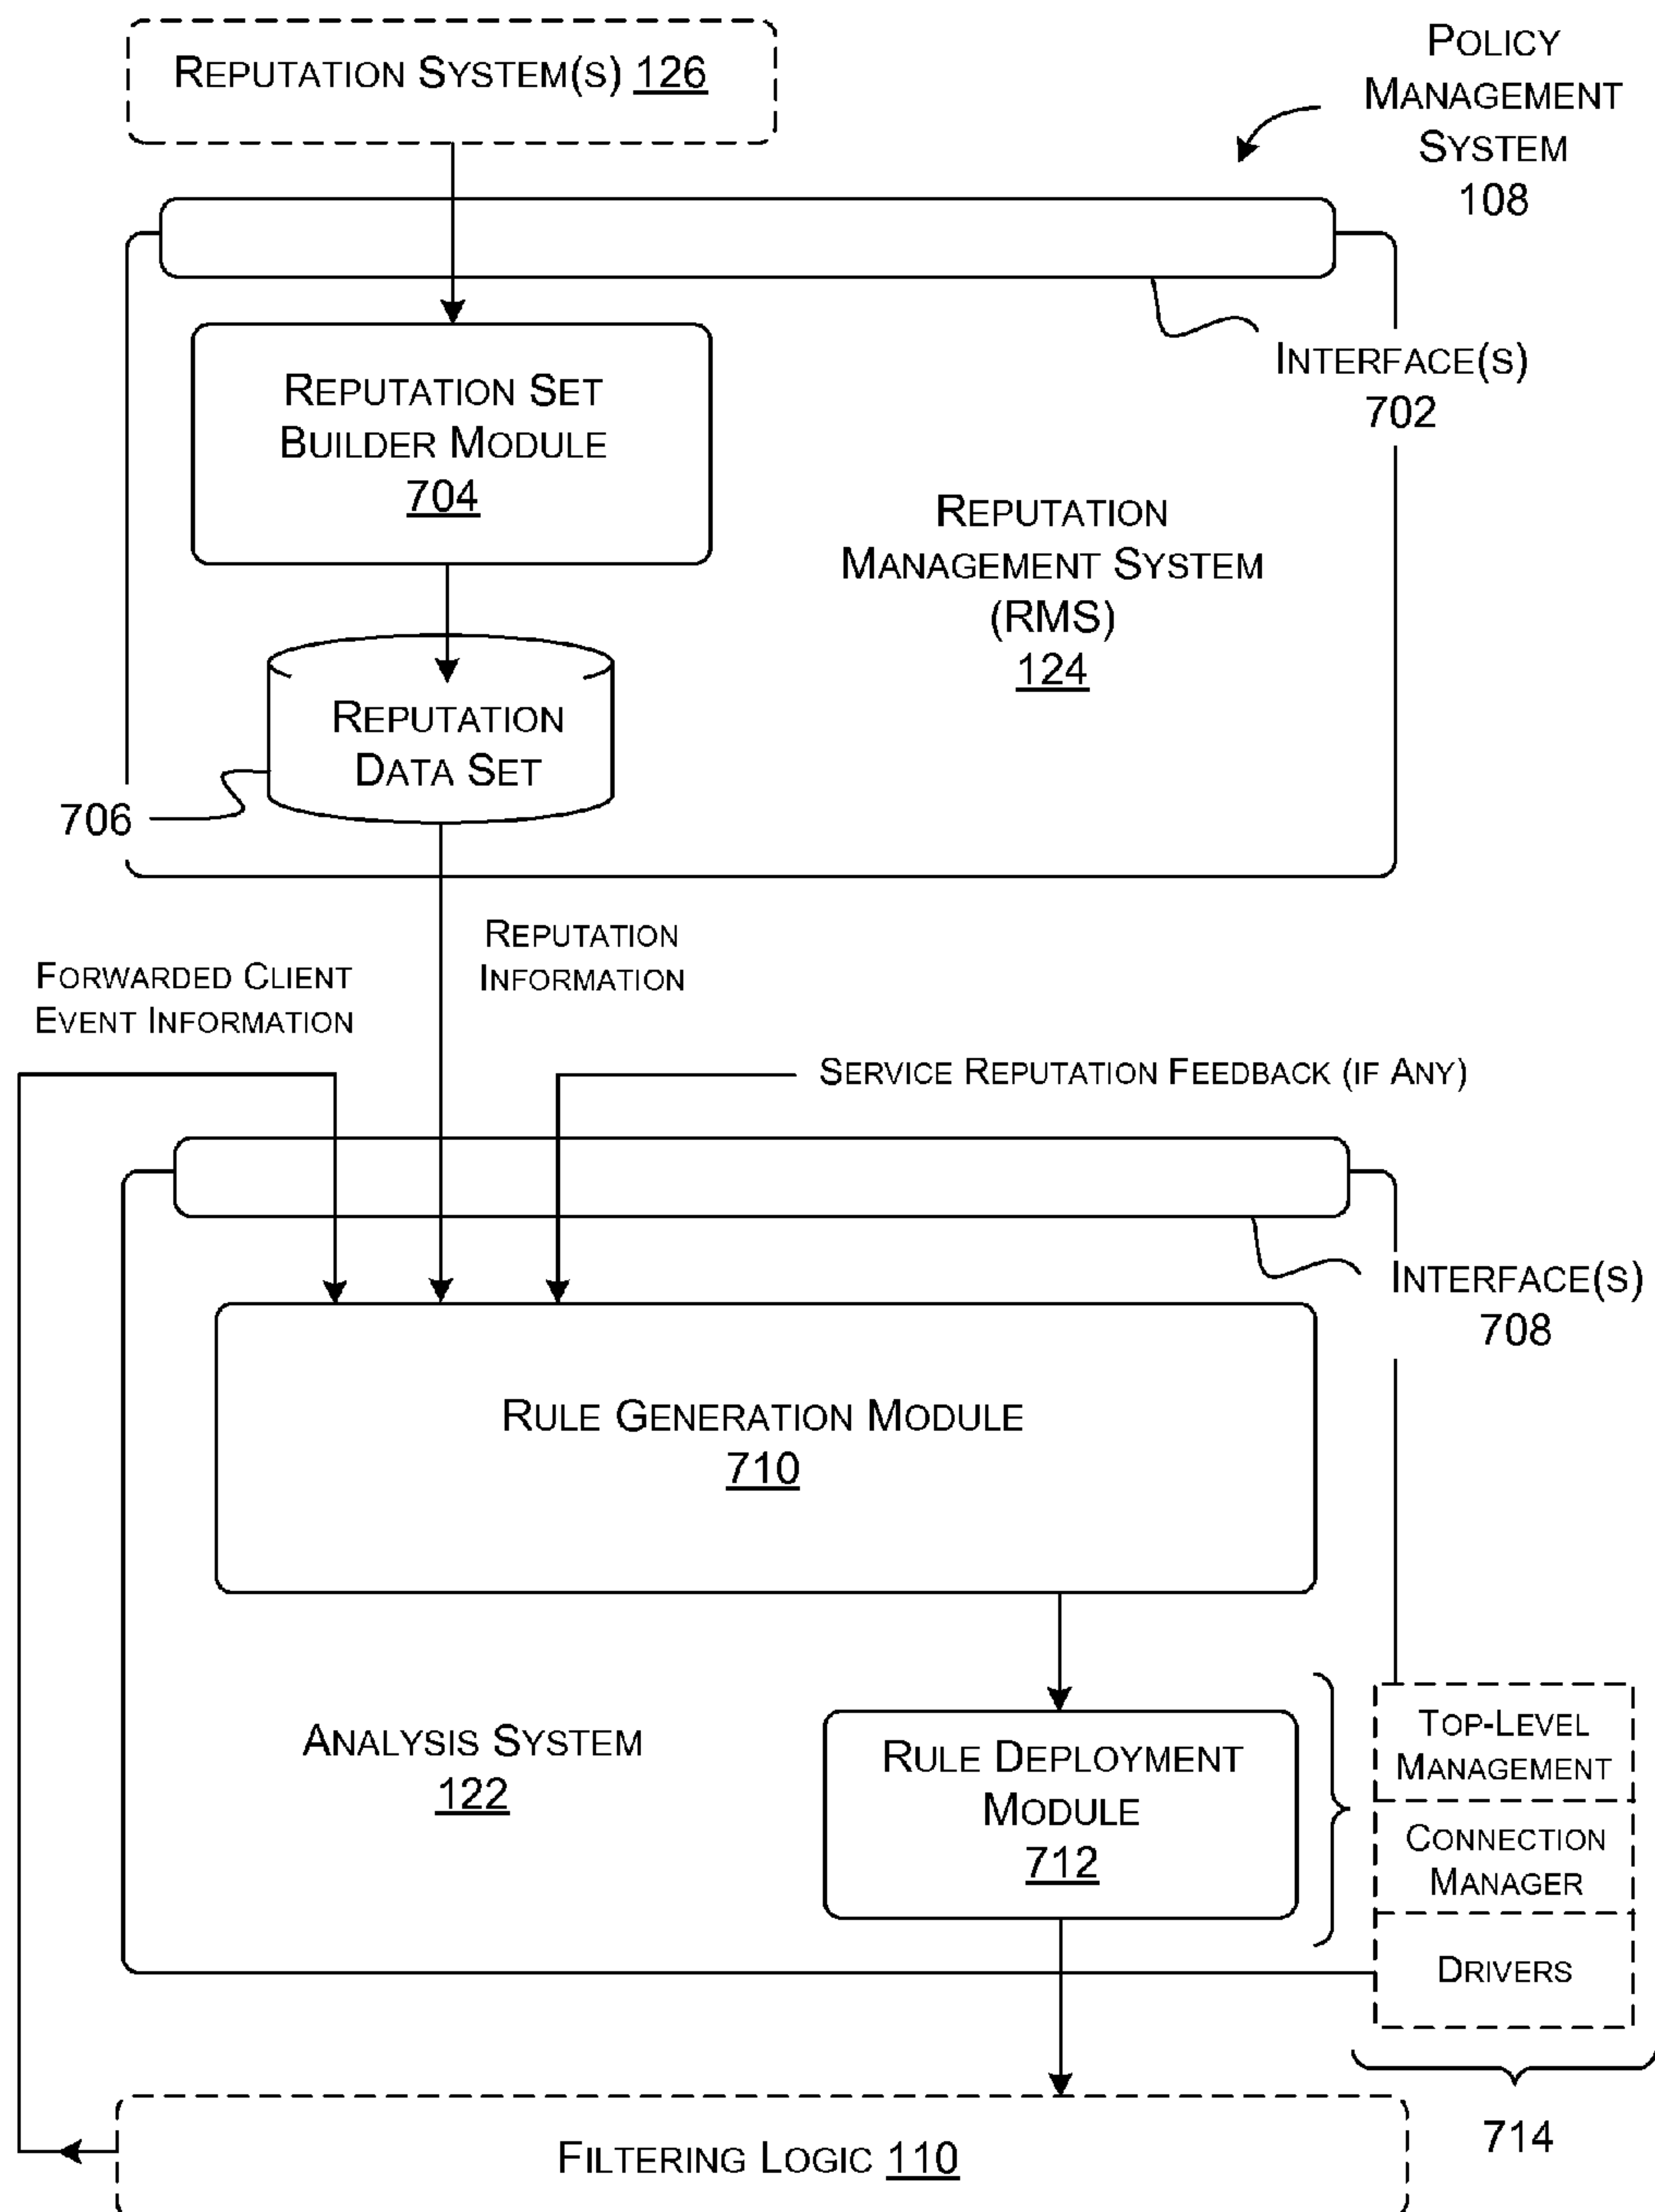 REPUTATION SYSTEM(S) 126
POLICY
MANAGEMENT
SYSTEM
108
INTERFACE(S)
702
REPUTATION SET
BUILDER MODULE
704
REPUTATION
MANAGEMENT SYSTEM
(RMS)
124
REPUTATION
DATA SET
706
REPUTATION
INFORMATION
FORWARDED CLIENT
EVENT INFORMATION
SERVICE REPUTATION FEEDBACK (IF ANY)
INTERFACE(S)
708
RULE GENERATION MODULE
710
ANALYSIS SYSTEM
122
RULE DEPLOYMENT
MODULE
712
TOP-LEVEL
MANAGEMENT
CONNECTION
MANAGER
DRIVERS
714
FILTERING LOGIC 110